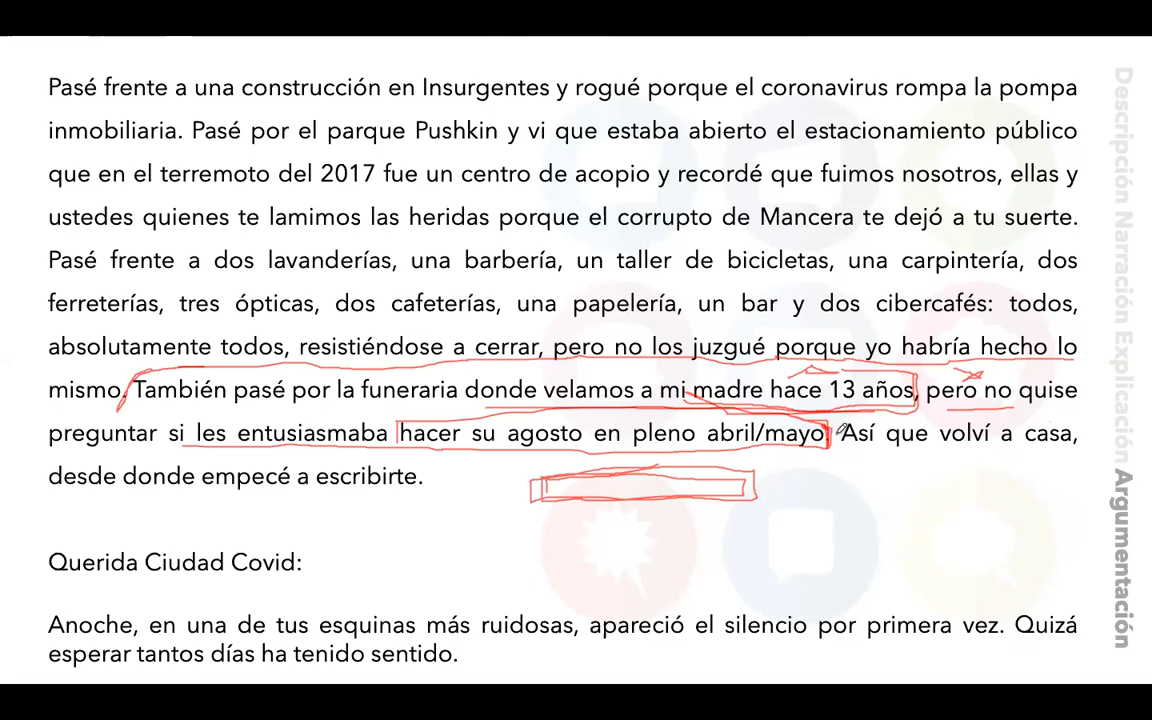 Pasé frente a una construcción en Insurgentes y rogué porque el coronavirus rompa la pompa
inmobiliaria. Pasé por el parque Pushkin y vi que estaba abierto el estacionamiento público
que en el terremoto del 2017 fue un centro de acopio y recordé que fuimos nosotros, ellas y
ustedes quienes te lamimos las heridas porque el corrupto de Mancera te dejó a tu suerte.
Pasé frente a dos lavanderías, una barbería, un taller de bicicletas, una carpintería, dos
ferreterías, tres ópticas, dos cafeterías, una papelería, un bar y dos cibercafés: todos,
absolutamente todos, resistiéndose a cerrar, pero no los juzgué porque yo habría hecho lo
mismo. También pasé por la funeraria donde velamos a mi madre hace 13 años, pero no quise
preguntar si les entusiasmaba hacer su agosto en pleno abril/mayo. Así que volví a casa,
desde donde empecé a escribirte.
Querida Ciudad Covid:
Anoche, en una de tus esquinas más ruidosas, apareció el silencio por primera vez. Quizá
esperar tantos días ha tenido sentido.
Descripción Narración Explicación Argumentación